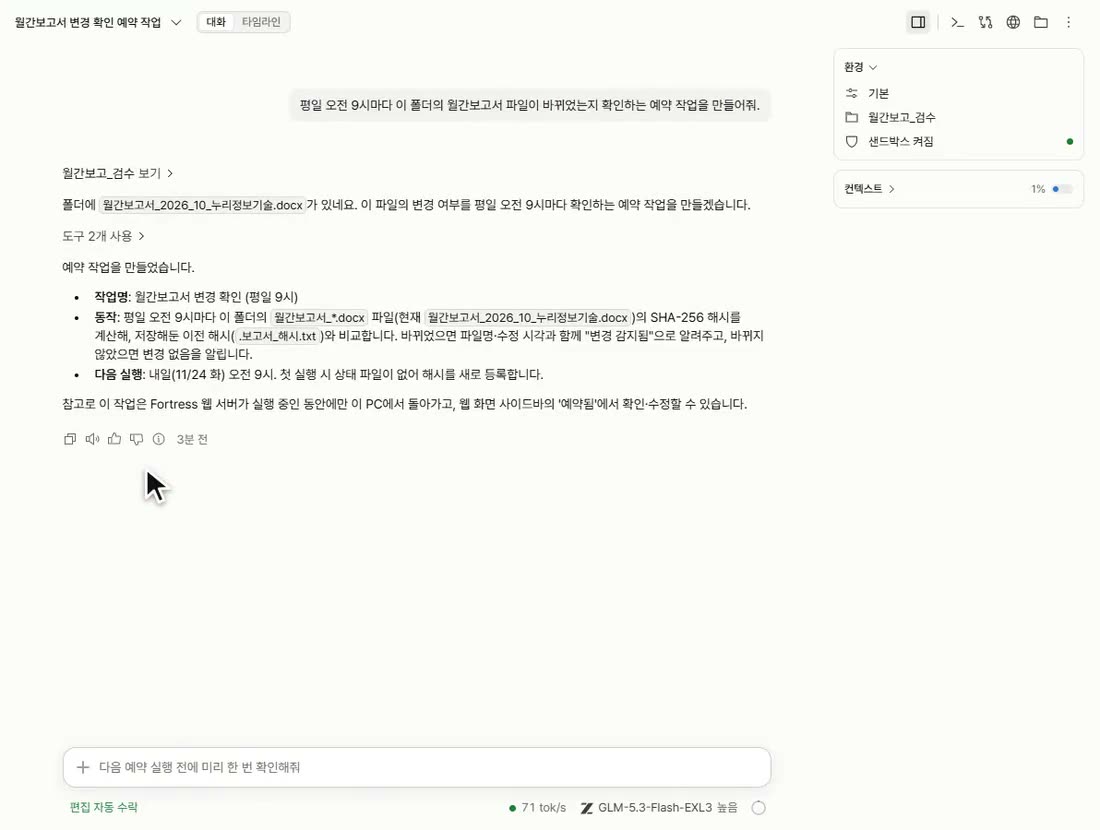 월간보고서 변경 확인 예약 작업
대화 타임라인
환경
기본
월간보고_검수
샌드박스 켜짐
컨텍스트 1%
평일 오전 9시마다 이 폴더의 월간보고서 파일이 바뀌었는지 확인하는 예약 작업을 만들어줘.
월간보고_검수 보기
폴더에 월간보고서_2026_10_누리정보기술.docx가 있네요. 이 파일의 변경 여부를 평일 오전 9시마다 확인하는 예약 작업을 만들겠습니다.
도구 2개 사용
예약 작업을 만들었습니다.
• 작업명: 월간보고서 변경 확인 (평일 9시)
• 동작: 평일 오전 9시마다 이 폴더의 월간보고서_*.docx 파일(현재 월간보고서_2026_10_누리정보기술.docx)의 SHA-256 해시를
계산해, 저장해둔 이전 해시(.보고서_해시.txt)와 비교합니다. 바뀌었으면 파일명·수정 시각과 함께 "변경 감지됨"으로 알려주고, 바뀌지
않았으면 변경 없음을 알립니다.
• 다음 실행: 내일(11/24 화) 오전 9시. 첫 실행 시 상태 파일이 없어 해시를 새로 등록합니다.
참고로 이 작업은 Fortress 웹 서버가 실행 중인 동안에만 이 PC에서 돌아가고, 웹 화면 사이드바의 '예약됨'에서 확인·수정할 수 있습니다.
3분 전
다음 예약 실행 전에 미리 한 번 확인해줘
편집 자동 수락
71 tok/s GLM-5.3-Flash-EXL3 높음